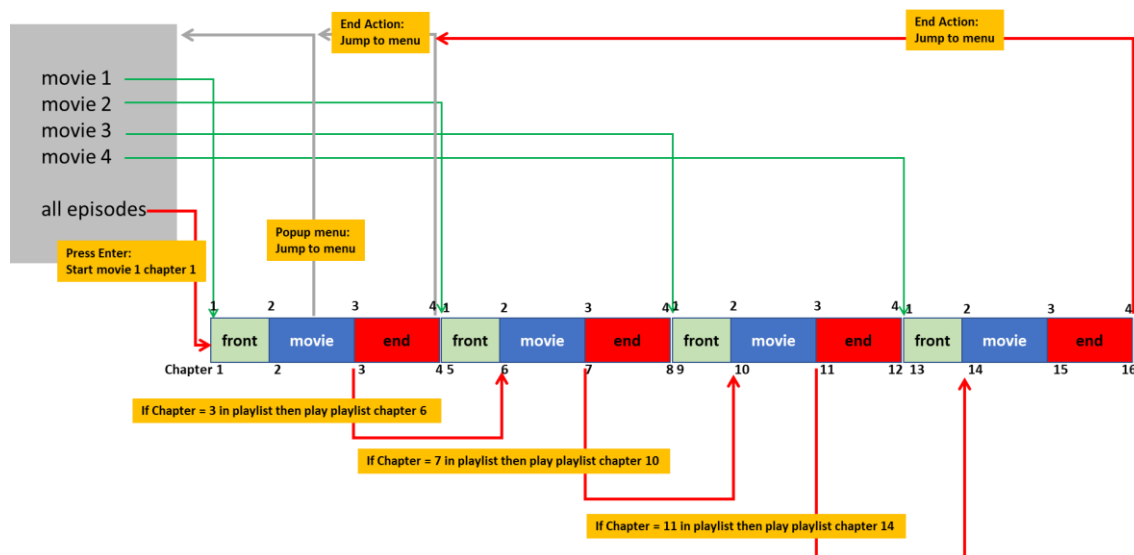 End Action:
Jump to menu
End Action:
Jump to menu
movie 1
movie 2
movie 3
movie 4
all episodes
Press Enter:
Start movie 1 chapter 1
Popup menu:
Jump to menu
1 2 3 4 1 2 3 4 1 2 3 4 1 2 3 4
front movie end front movie end front movie end front movie end
Chapter 1 2 3 4 5 6 7 8 9 10 11 12 13 14 15 16
If Chapter = 3 in playlist then play playlist chapter 6
If Chapter = 7 in playlist then play playlist chapter 10
If Chapter = 11 in playlist then play playlist chapter 14